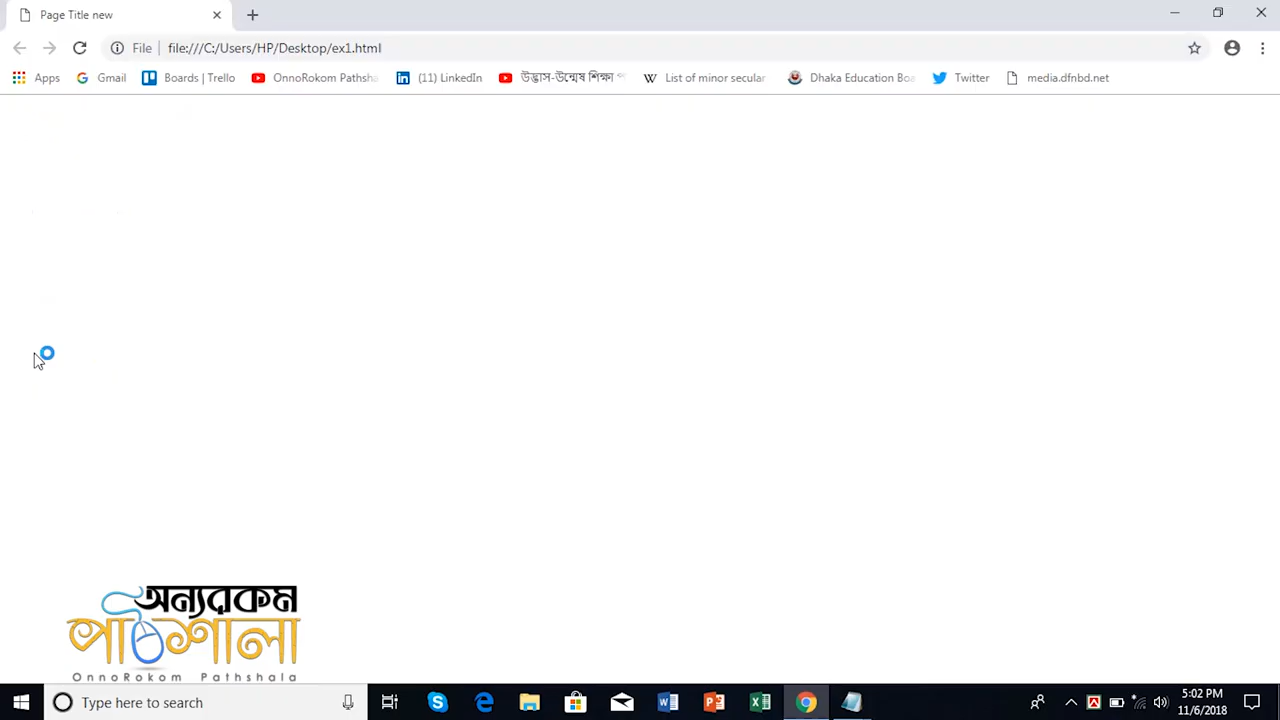 Page Title new
File
file:///C:/Users/HP/Desktop/ex1.html
Apps
Gmail
Boards | Trello
OnnoRokom Pathsha
(11) LinkedIn
উদ্ভাস-উন্মেষ শিক্ষা প
List of minor secular
Dhaka Education Boa
Twitter
media.dfnbd.net
অন্যরকম
পাঠশালা
OnnoRokom Pathshala
Type here to search
5:02 PM
11/6/2018